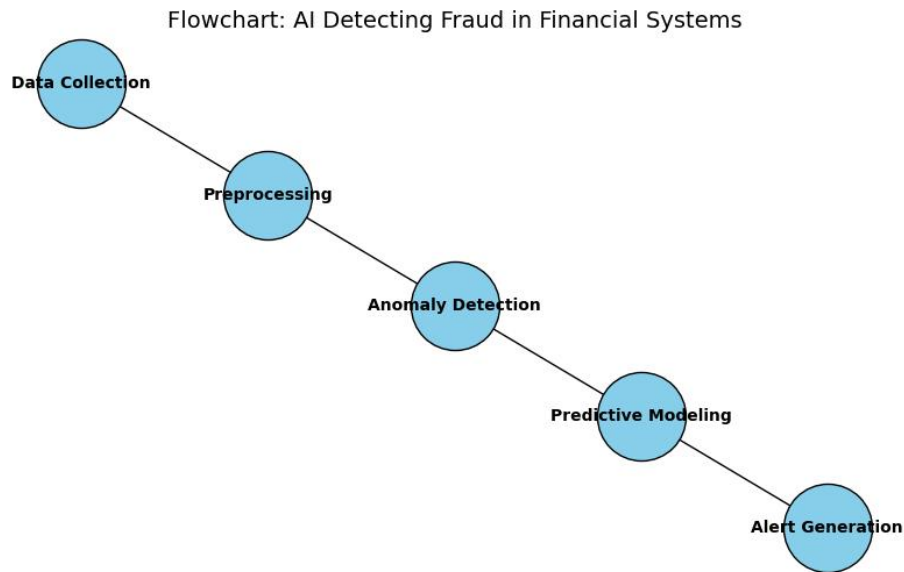 Flowchart: AI Detecting Fraud in Financial Systems
Data Collection
Preprocessing
Anomaly Detection
Predictive Modeling
Alert Generation